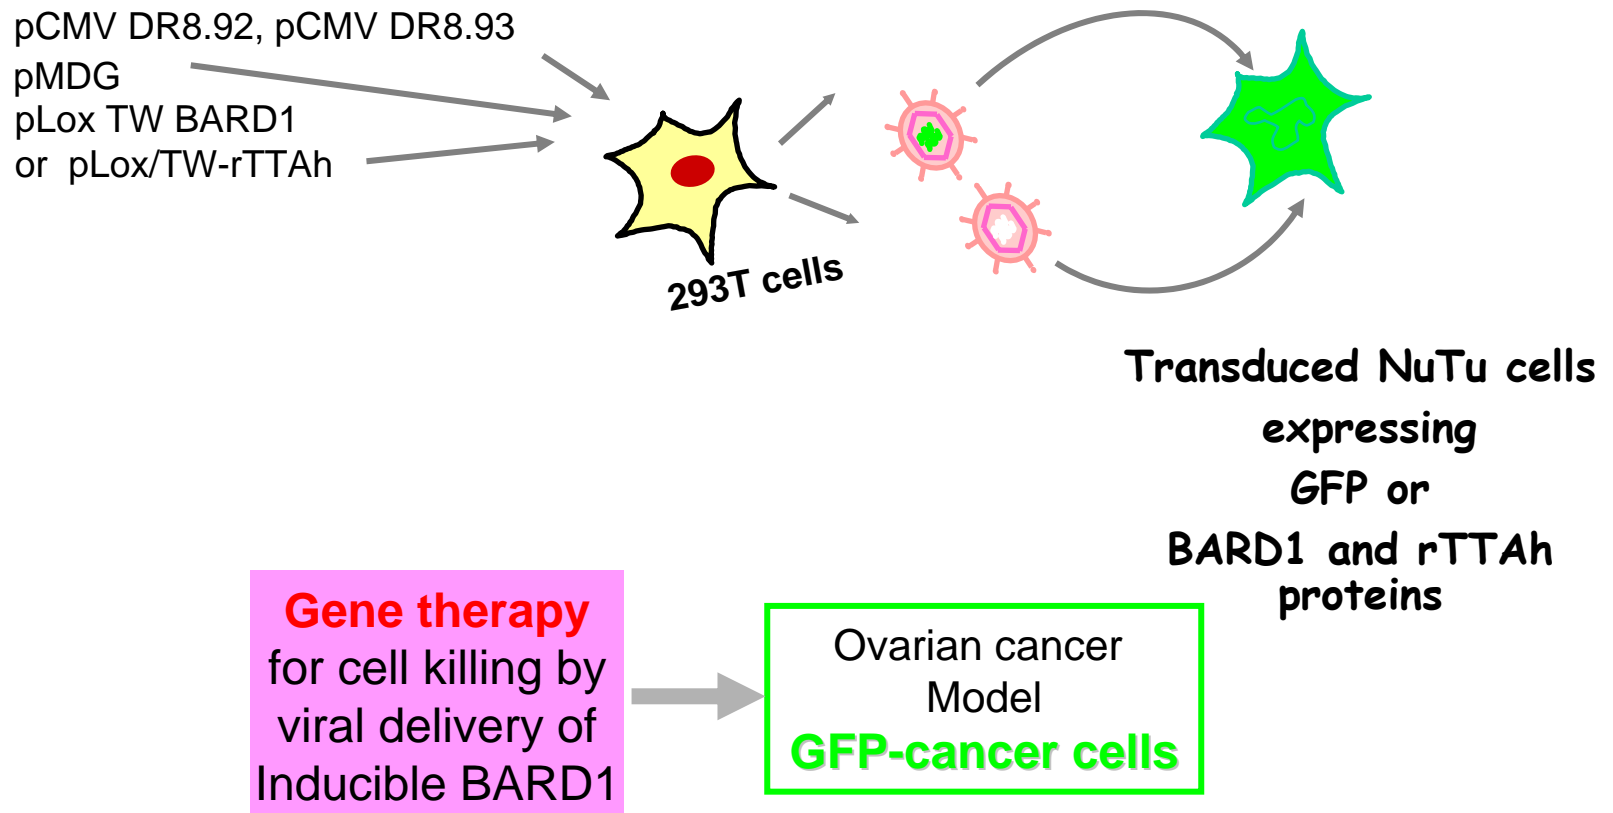 pCMV DR8.92, pCMV DR8.93
pMDG
pLox TW BARD1
or pLox/TW-rTTAh
293T cells
Transduced NuTu cells
expressing
GFP or
BARD1 and rTTAh
proteins
Gene therapy
for cell killing by
viral delivery of
Inducible BARD1
Ovarian cancer
Model
GFP-cancer cells